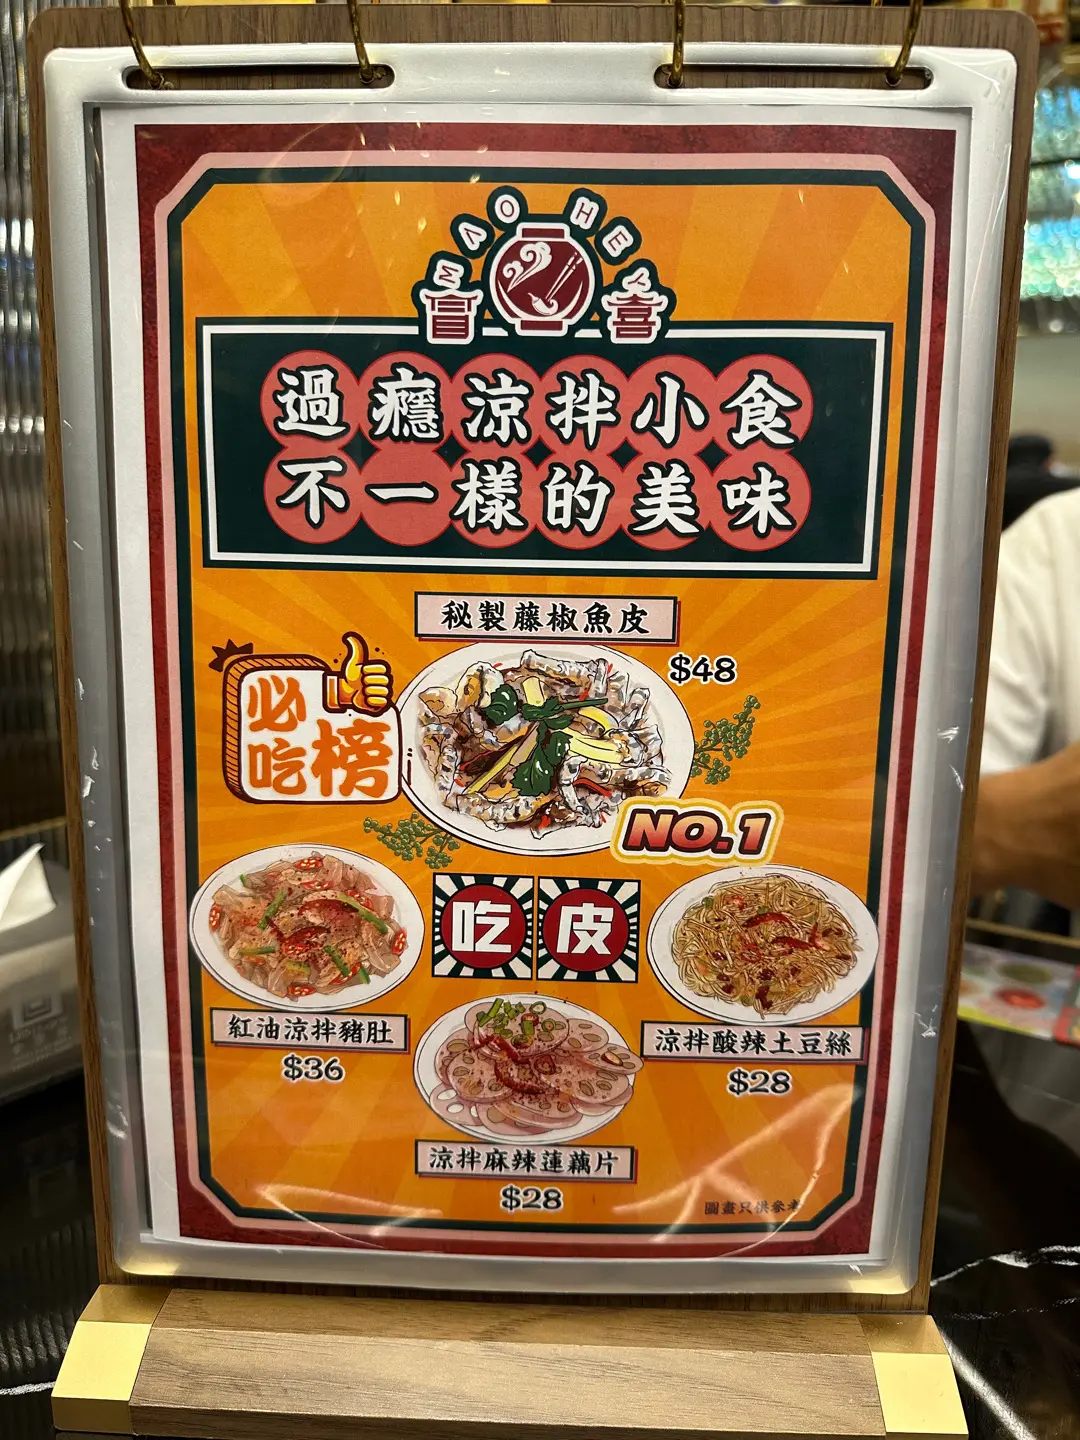 MAO HEY
冒喜
過癮涼拌小食
不一樣的美味
秘製藤椒魚皮
$48
必吃榜
NO.1
吃皮
紅油涼拌豬肚
$36
涼拌酸辣土豆絲
$28
涼拌麻辣蓮藕片
$28
圖畫只供參考